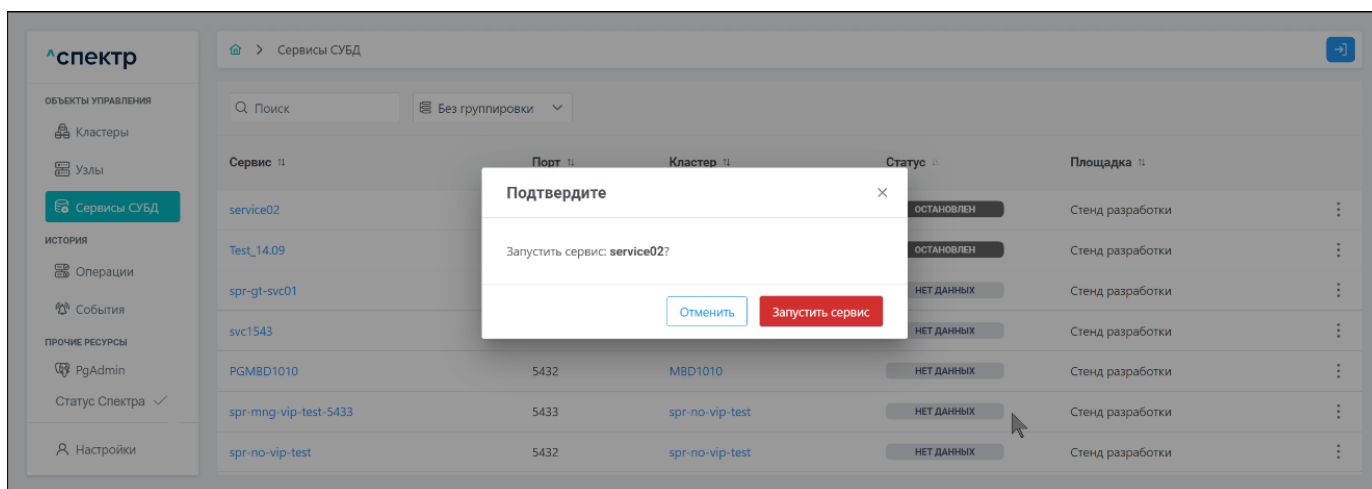 ^спектр
Сервисы СУБД
ОБЪЕКТЫ УПРАВЛЕНИЯ
Кластеры
Узлы
Сервисы СУБД
ИСТОРИЯ
Операции
События
ПРОЧИЕ РЕСУРСЫ
PgAdmin
Статус Спектра
Настройки
Поиск
Без группировки
Сервис Порт Кластер Статус Площадка
service02 ОСТАНОВЛЕН Стенд разработки
Test_14.09 ОСТАНОВЛЕН Стенд разработки
spr-gt-svc01 НЕТ ДАННЫХ Стенд разработки
svc1543 НЕТ ДАННЫХ Стенд разработки
PGMBD1010 5432 MBD1010 НЕТ ДАННЫХ Стенд разработки
spr-mng-vip-test-5433 5433 spr-no-vip-test НЕТ ДАННЫХ Стенд разработки
spr-no-vip-test 5432 spr-no-vip-test НЕТ ДАННЫХ Стенд разработки
Подтвердите
Запустить сервис: service02?
Отменить
Запустить сервис